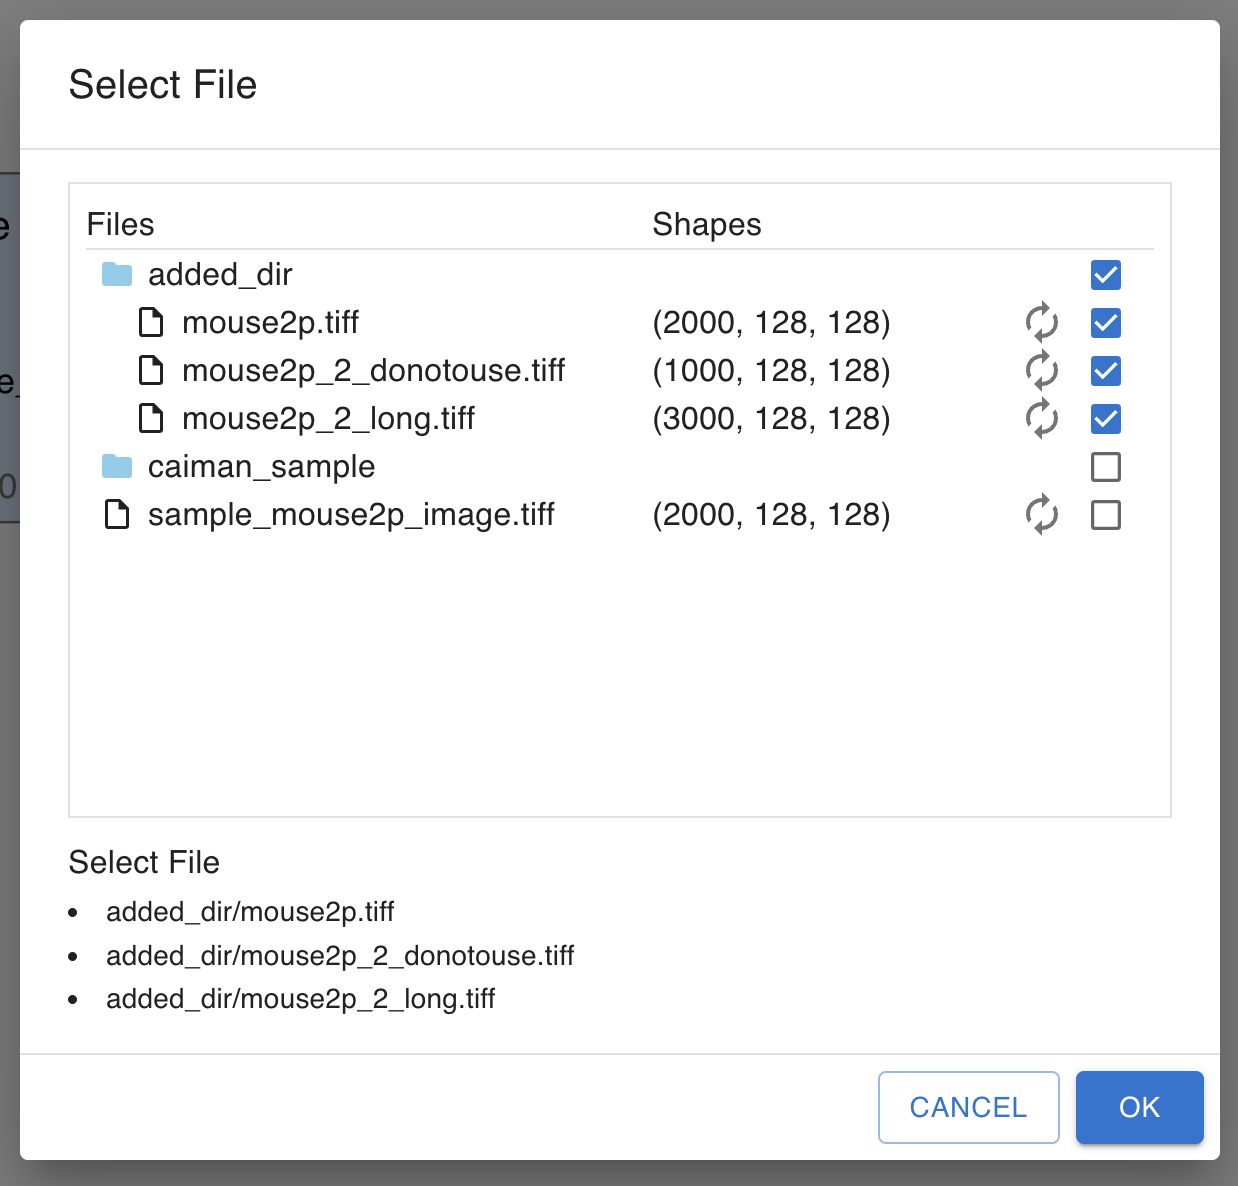 Select File
Files Shapes
added_dir
mouse2p.tiff (2000, 128, 128)
mouse2p_2_donotouse.tiff (1000, 128, 128)
mouse2p_2_long.tiff (3000, 128, 128)
caiman_sample
sample_mouse2p_image.tiff (2000, 128, 128)
Select File
• added_dir/mouse2p.tiff
• added_dir/mouse2p_2_donotouse.tiff
• added_dir/mouse2p_2_long.tiff
CANCEL OK